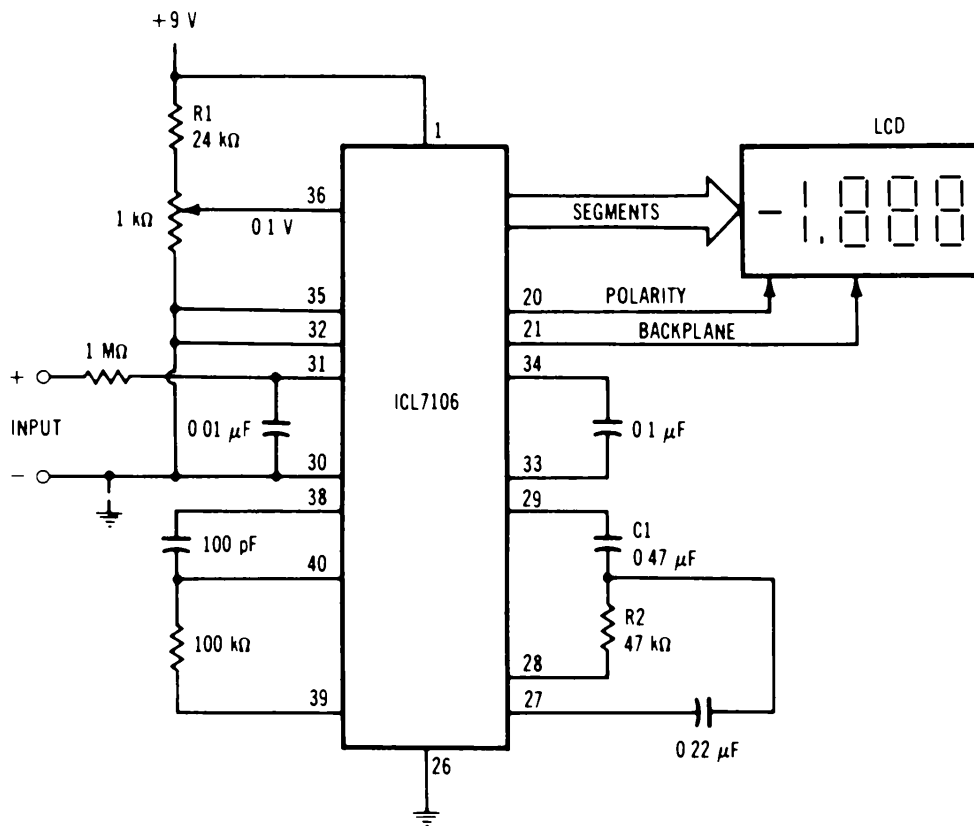 +9 V
R1
24 kΩ
1 kΩ
36
0 1 V
35
32
1 MΩ
31
+
INPUT
0 01 μF
−
30
38
100 pF
40
100 kΩ
39
1
ICL7106
26
SEGMENTS
LCD
-1.888
20
POLARITY
21
BACKPLANE
34
0 1 μF
33
29
C1
0 47 μF
R2
47 kΩ
28
27
0 22 μF